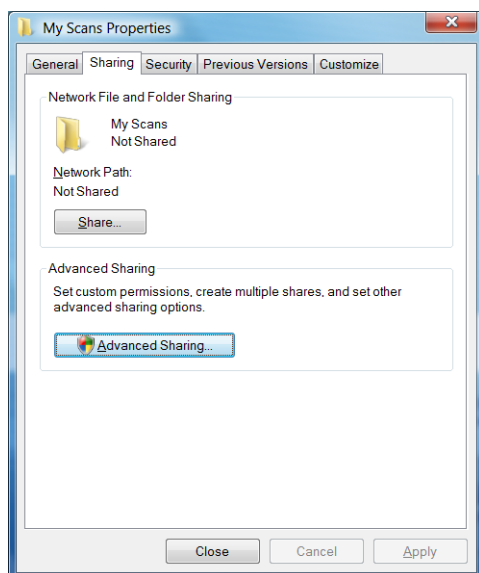 My Scans Properties
General Sharing Security Previous Versions Customize
Network File and Folder Sharing
My Scans
Not Shared
Network Path:
Not Shared
Share...
Advanced Sharing
Set custom permissions, create multiple shares, and set other
advanced sharing options.
Advanced Sharing...
Close Cancel Apply